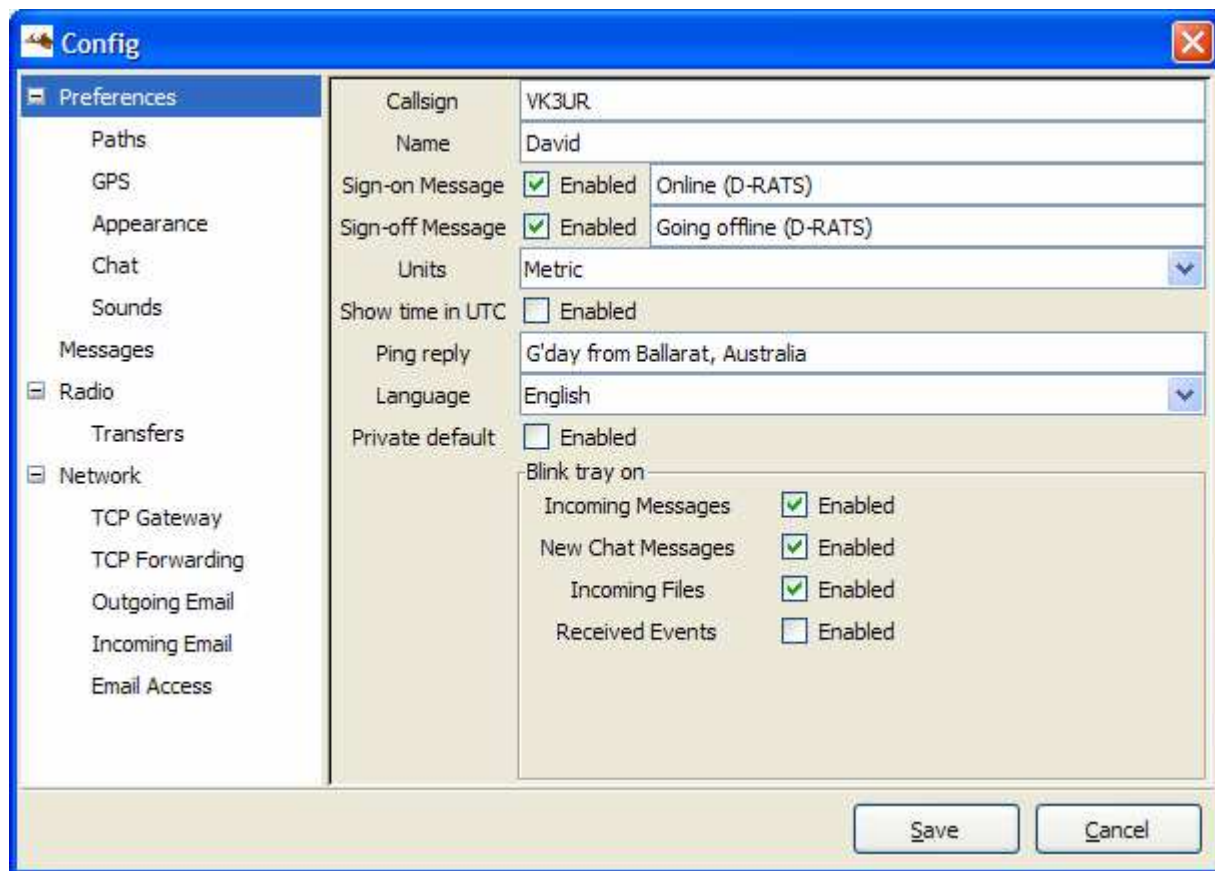 Config
Preferences
Paths
GPS
Appearance
Chat
Sounds
Messages
Radio
Transfers
Network
TCP Gateway
TCP Forwarding
Outgoing Email
Incoming Email
Email Access
Callsign VK3UR
Name David
Sign-on Message Enabled Online (D-RATS)
Sign-off Message Enabled Going offline (D-RATS)
Units Metric
Show time in UTC Enabled
Ping reply G'day from Ballarat, Australia
Language English
Private default Enabled
Blink tray on
Incoming Messages Enabled
New Chat Messages Enabled
Incoming Files Enabled
Received Events Enabled
Save Cancel